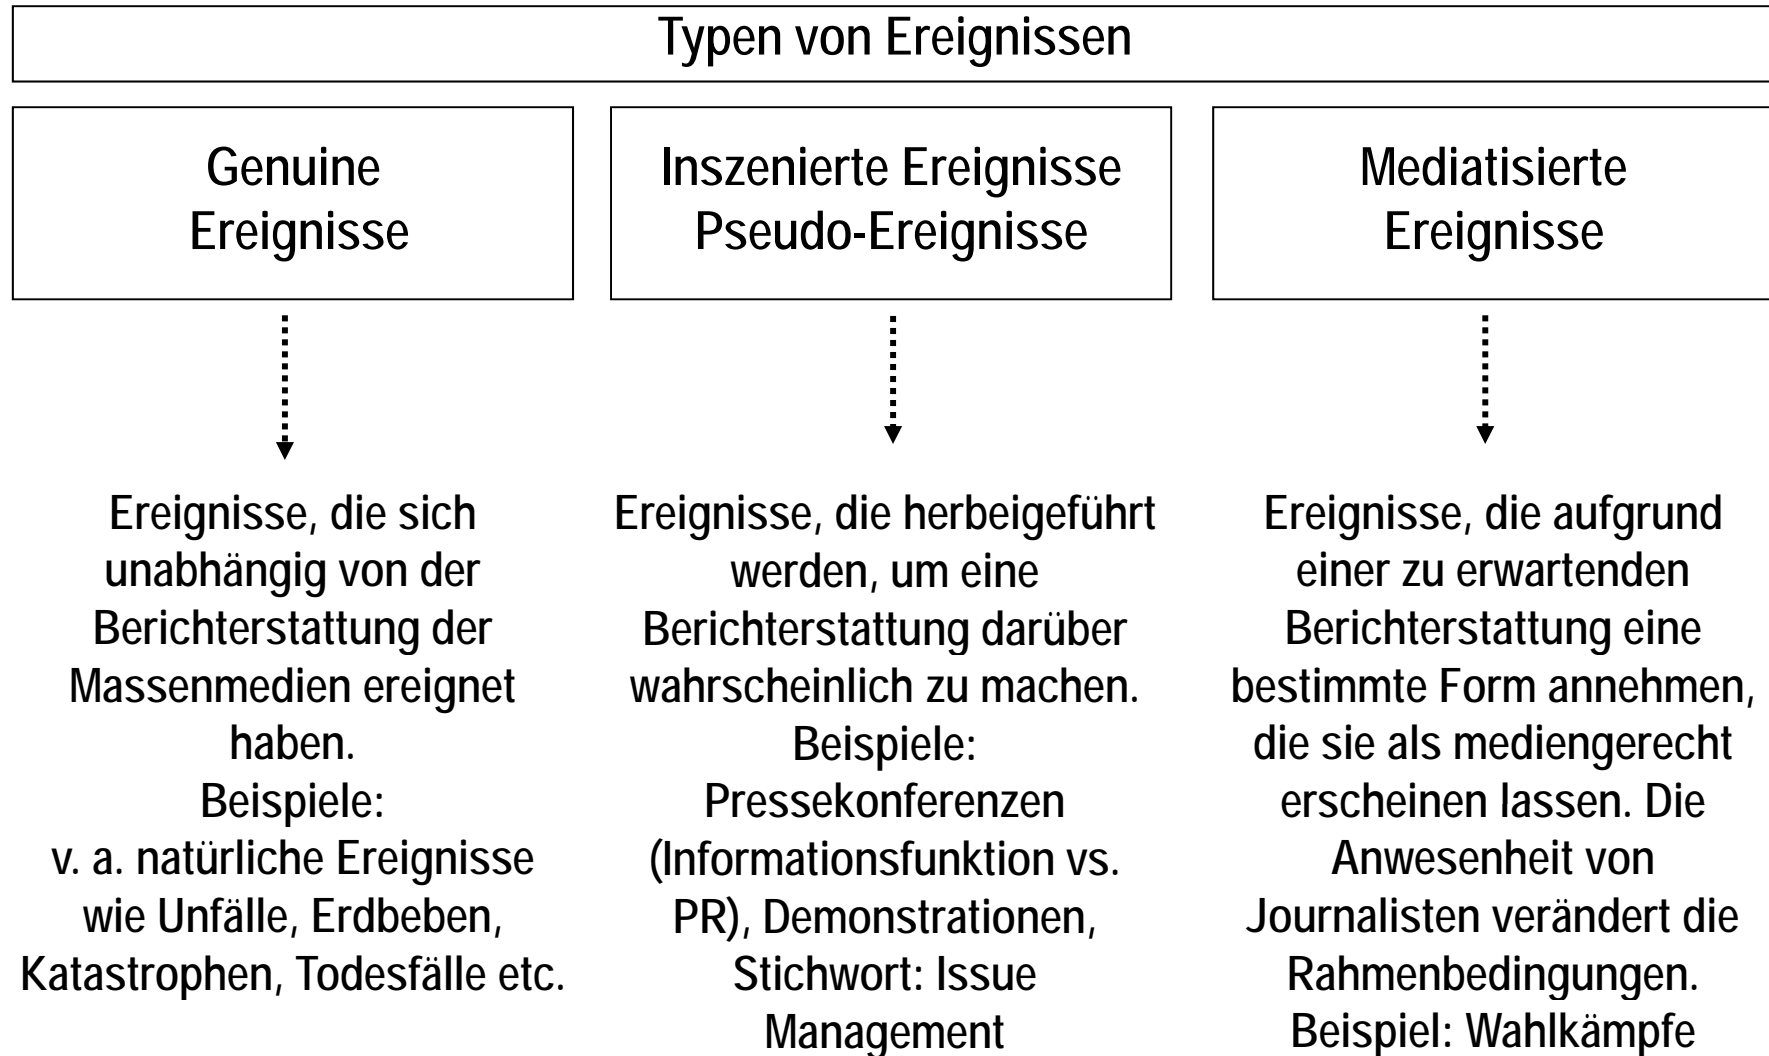 Typen von Ereignissen
Genuine
Ereignisse
Inszenierte Ereignisse
Pseudo-Ereignisse
Mediatisierte
Ereignisse
Ereignisse, die sich
unabhängig von der
Berichterstattung der
Massenmedien ereignet
haben.
Beispiele:
v. a. natürliche Ereignisse
wie Unfälle, Erdbeben,
Katastrophen, Todesfälle etc.
Ereignisse, die herbeigeführt
werden, um eine
Berichterstattung darüber
wahrscheinlich zu machen.
Beispiele:
Pressekonferenzen
(Informationsfunktion vs.
PR), Demonstrationen,
Stichwort: Issue
Management
Ereignisse, die aufgrund
einer zu erwartenden
Berichterstattung eine
bestimmte Form annehmen,
die sie als mediengerecht
erscheinen lassen. Die
Anwesenheit von
Journalisten verändert die
Rahmenbedingungen.
Beispiel: Wahlkämpfe